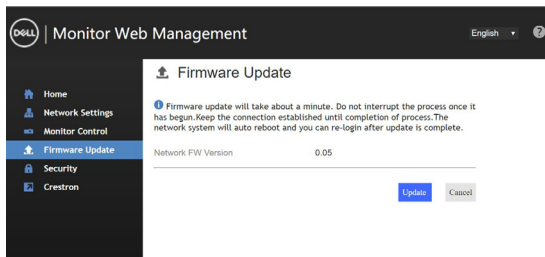 DELL | Monitor Web Management
English ▾ ?
Firmware Update
Home
Network Settings
Monitor Control
Firmware Update
Security
Crestron
Firmware update will take about a minute. Do not interrupt the process once it
has begun.Keep the connection established until completion of process.The
network system will auto reboot and you can re-login after update is complete.
Network FW Version 0.05
Update Cancel